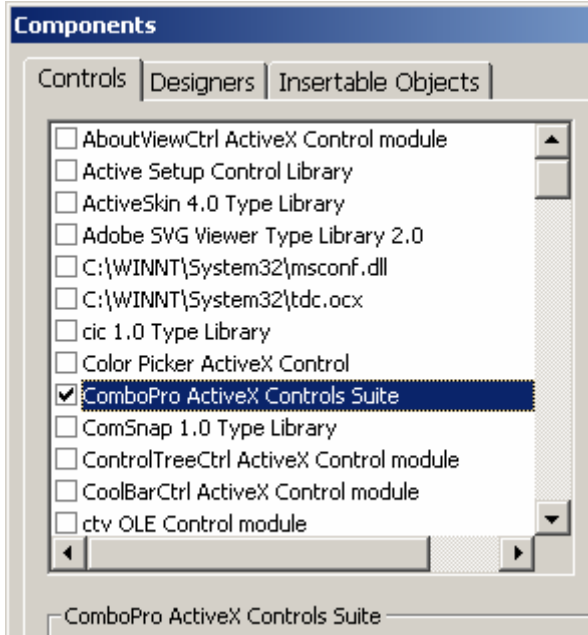 Components
Controls Designers Insertable Objects
AboutViewCtrl ActiveX Control module
Active Setup Control Library
ActiveSkin 4.0 Type Library
Adobe SVG Viewer Type Library 2.0
C:\WINNT\System32\msconf.dll
C:\WINNT\System32\tdc.ocx
cic 1.0 Type Library
Color Picker ActiveX Control
ComboPro ActiveX Controls Suite
ComSnap 1.0 Type Library
ControlTreeCtrl ActiveX Control module
CoolBarCtrl ActiveX Control module
ctv OLE Control module
ComboPro ActiveX Controls Suite